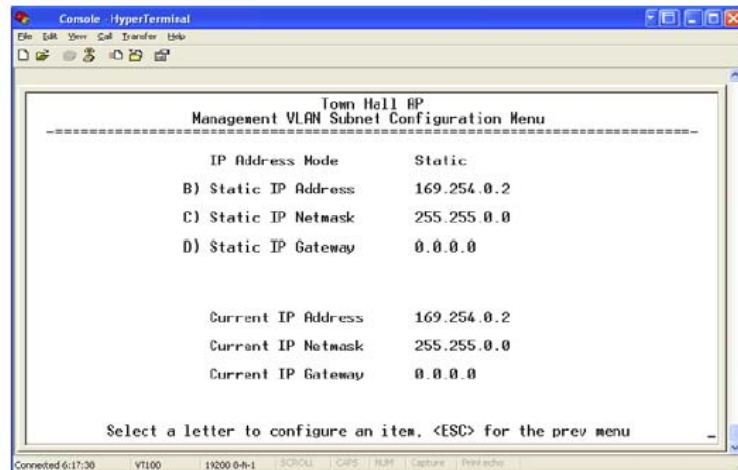 Console - HyperTerminal
File Edit View Call Transfer Help
Town Hall AP
Management VLAN Subnet Configuration Menu
IP Address Mode Static
B) Static IP Address 169.254.0.2
C) Static IP Netmask 255.255.0.0
D) Static IP Gateway 0.0.0.0
Current IP Address 169.254.0.2
Current IP Netmask 255.255.0.0
Current IP Gateway 0.0.0.0
Select a letter to configure an item, <ESC> for the prev menu
Connected 6:17:30 VT100 19200 8-N-1 SCROLL CAPS NUM Capture Print echo